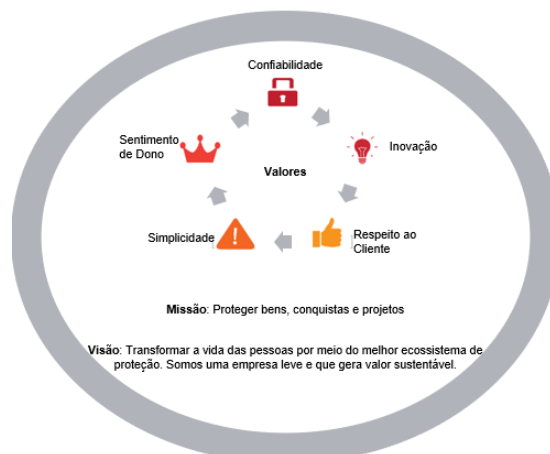 Confiabilidade
Inovação
Respeito ao
Cliente
Simplicidade
Sentimento
de Dono
Valores
Missão: Proteger bens, conquistas e projetos
Visão: Transformar a vida das pessoas por meio do melhor ecossistema de
proteção. Somos uma empresa leve e que gera valor sustentável.